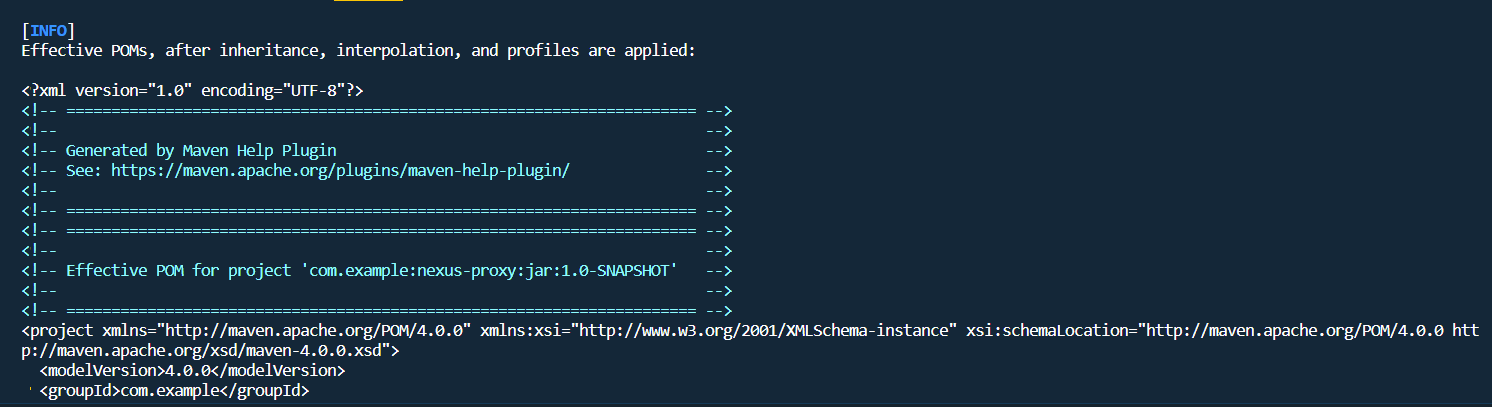 [INFO]
Effective POMs, after inheritance, interpolation, and profiles are applied:
<?xml version="1.0" encoding="UTF-8"?>
<!-- ====================================================================== -->
<!--                                                                        -->
<!-- Generated by Maven Help Plugin                                         -->
<!-- See: https://maven.apache.org/plugins/maven-help-plugin/               -->
<!--                                                                        -->
<!-- ====================================================================== -->
<!-- ====================================================================== -->
<!--                                                                        -->
<!-- Effective POM for project 'com.example:nexus-proxy:jar:1.0-SNAPSHOT'   -->
<!--                                                                        -->
<!-- ====================================================================== -->
<project xmlns="http://maven.apache.org/POM/4.0.0" xmlns:xsi="http://www.w3.org/2001/XMLSchema-instance" xsi:schemaLocation="http://maven.apache.org/POM/4.0.0 htt
p://maven.apache.org/xsd/maven-4.0.0.xsd">
  <modelVersion>4.0.0</modelVersion>
  <groupId>com.example</groupId>